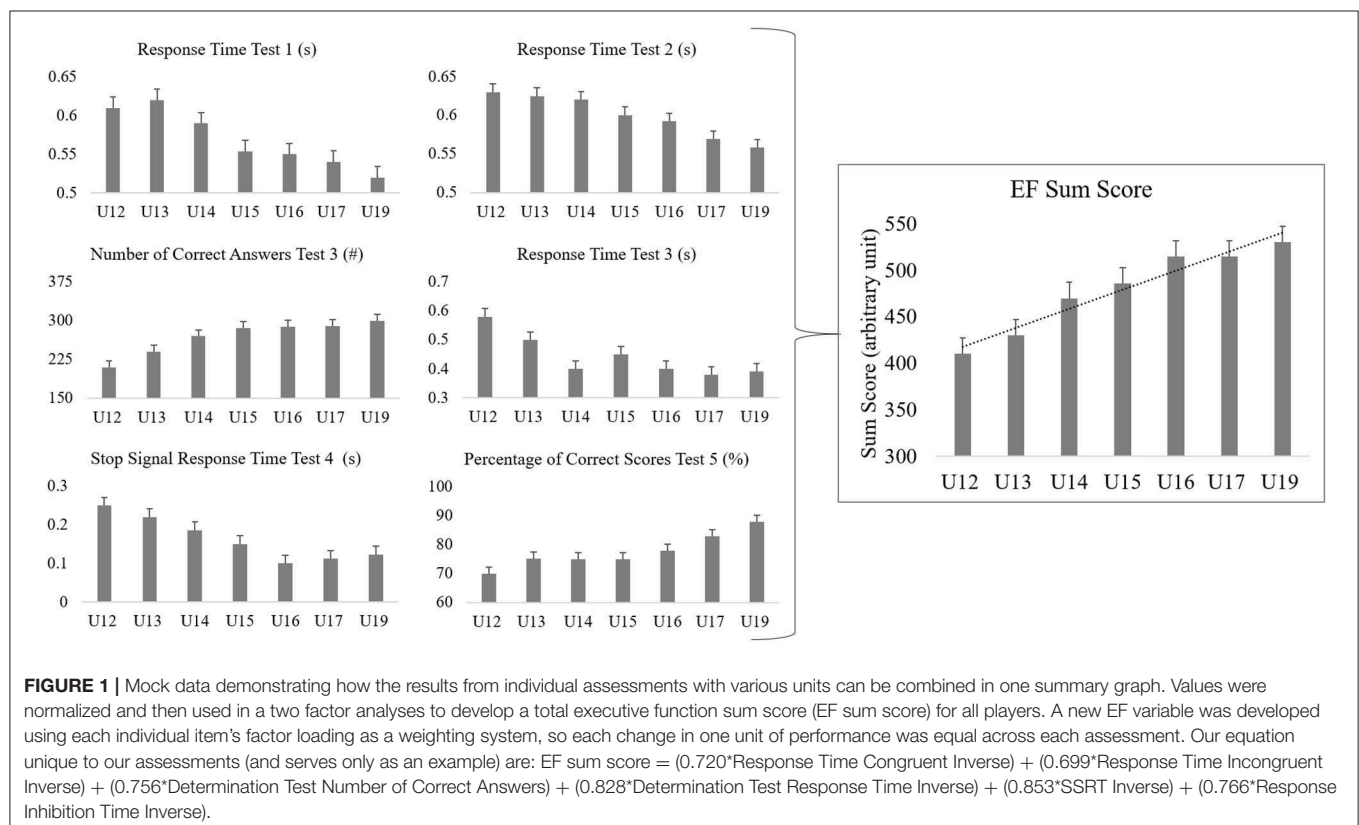 Response Time Test 1 (s)
0.65
0.6
0.55
0.5
U12 U13 U14 U15 U16 U17 U19
Response Time Test 2 (s)
0.65
0.6
0.55
0.5
U12 U13 U14 U15 U16 U17 U19
Number of Correct Answers Test 3 (#)
375
300
225
150
U12 U13 U14 U15 U16 U17 U19
Response Time Test 3 (s)
0.7
0.6
0.5
0.4
0.3
U12 U13 U14 U15 U16 U17 U19
Stop Signal Response Time Test 4 (s)
0.3
0.2
0.1
0
U12 U13 U14 U15 U16 U17 U19
Percentage of Correct Scores Test 5 (%)
100
90
80
70
60
U12 U13 U14 U15 U16 U17 U19
EF Sum Score
Sum Score (arbitrary unit)
550
500
450
400
350
300
U12 U13 U14 U15 U16 U17 U19
FIGURE 1 | Mock data demonstrating how the results from individual assessments with various units can be combined in one summary graph. Values were
normalized and then used in a two factor analyses to develop a total executive function sum score (EF sum score) for all players. A new EF variable was developed
using each individual item's factor loading as a weighting system, so each change in one unit of performance was equal across each assessment. Our equation
unique to our assessments (and serves only as an example) are: EF sum score = (0.720*Response Time Congruent Inverse) + (0.699*Response Time Incongruent
Inverse) + (0.756*Determination Test Number of Correct Answers) + (0.828*Determination Test Response Time Inverse) + (0.853*SSRT Inverse) + (0.766*Response
Inhibition Time Inverse).